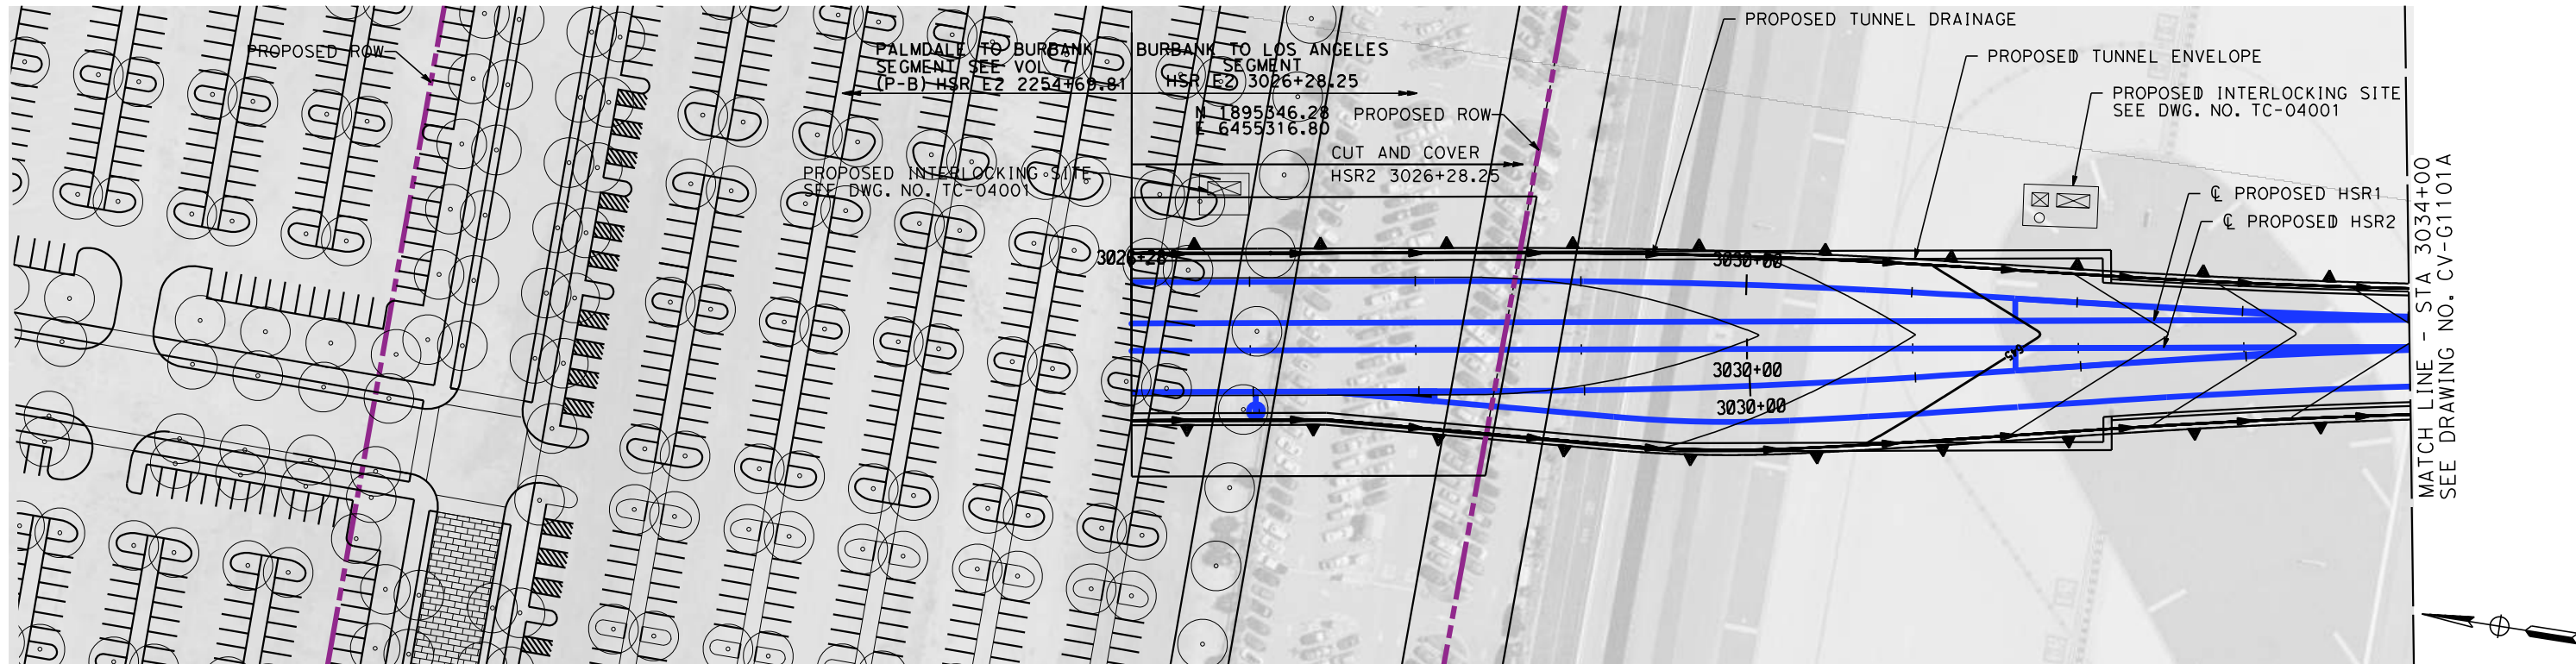 PROPOSED ROW
PALMDALE TO BURBANK
SEGMENT SEE VOL 7
(P-B) HSR E2 2254+69.81
BURBANK TO LOS ANGELES
SEGMENT
HSR E2 3026+28.25
N 1895346.28
E 6455316.80
PROPOSED ROW
CUT AND COVER
HSR2 3026+28.25
PROPOSED INTERLOCKING SITE
SEE DWG. NO. TC-04001
PROPOSED TUNNEL DRAINAGE
PROPOSED TUNNEL ENVELOPE
PROPOSED INTERLOCKING SITE
SEE DWG. NO. TC-04001
℄ PROPOSED HSR1
℄ PROPOSED HSR2
3026+28
3030+00
3030+00
3030+00
MATCH LINE - STA 3034+00
SEE DRAWING NO. CV-G1101A